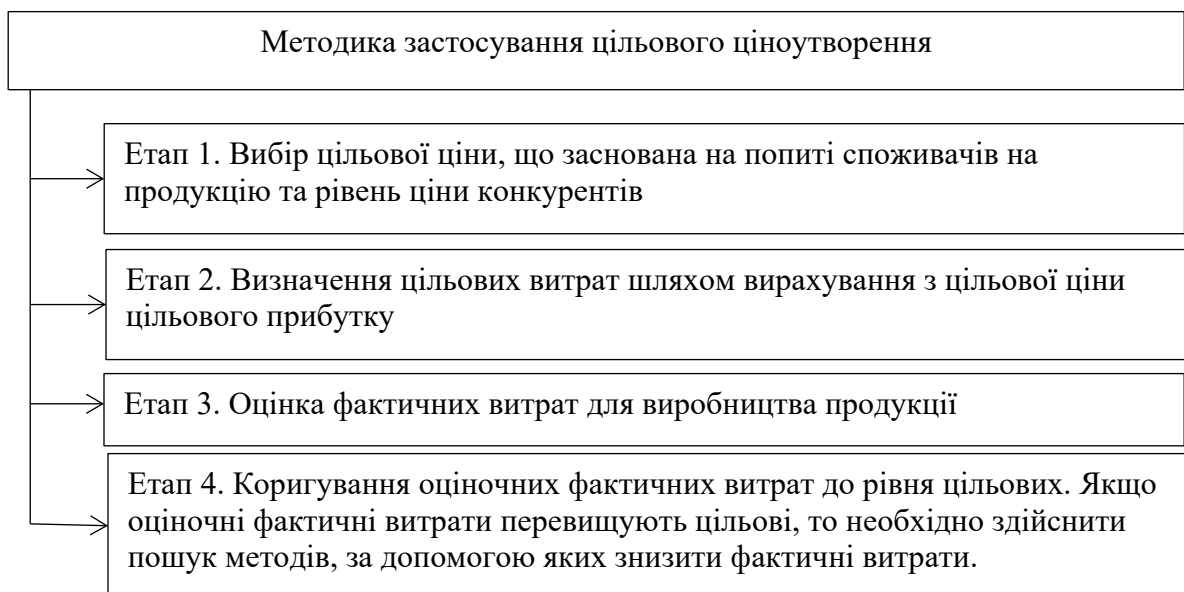 Методика застосування цільового ціноутворення
Етап 1. Вибір цільової ціни, що заснована на попиті споживачів на
продукцію та рівень ціни конкурентів
Етап 2. Визначення цільових витрат шляхом вирахування з цільової ціни
цільового прибутку
Етап 3. Оцінка фактичних витрат для виробництва продукції
Етап 4. Коригування оціночних фактичних витрат до рівня цільових. Якщо
оціночні фактичні витрати перевищують цільові, то необхідно здійснити
пошук методів, за допомогою яких знизити фактичні витрати.